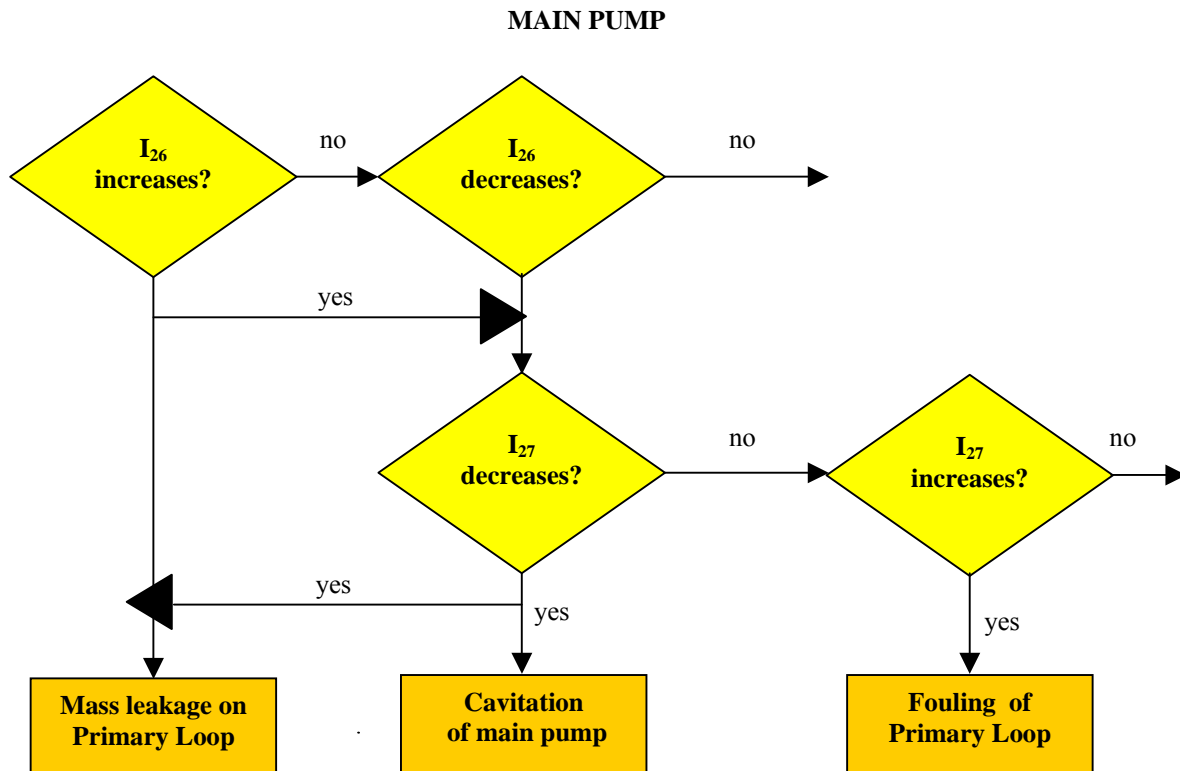 MAIN PUMP
I₂₆
increases?
no
I₂₆
decreases?
no
yes
I₂₇
decreases?
no
I₂₇
increases?
no
yes
yes
yes
Mass leakage on
Primary Loop
.
Cavitation
of main pump
Fouling of
Primary Loop